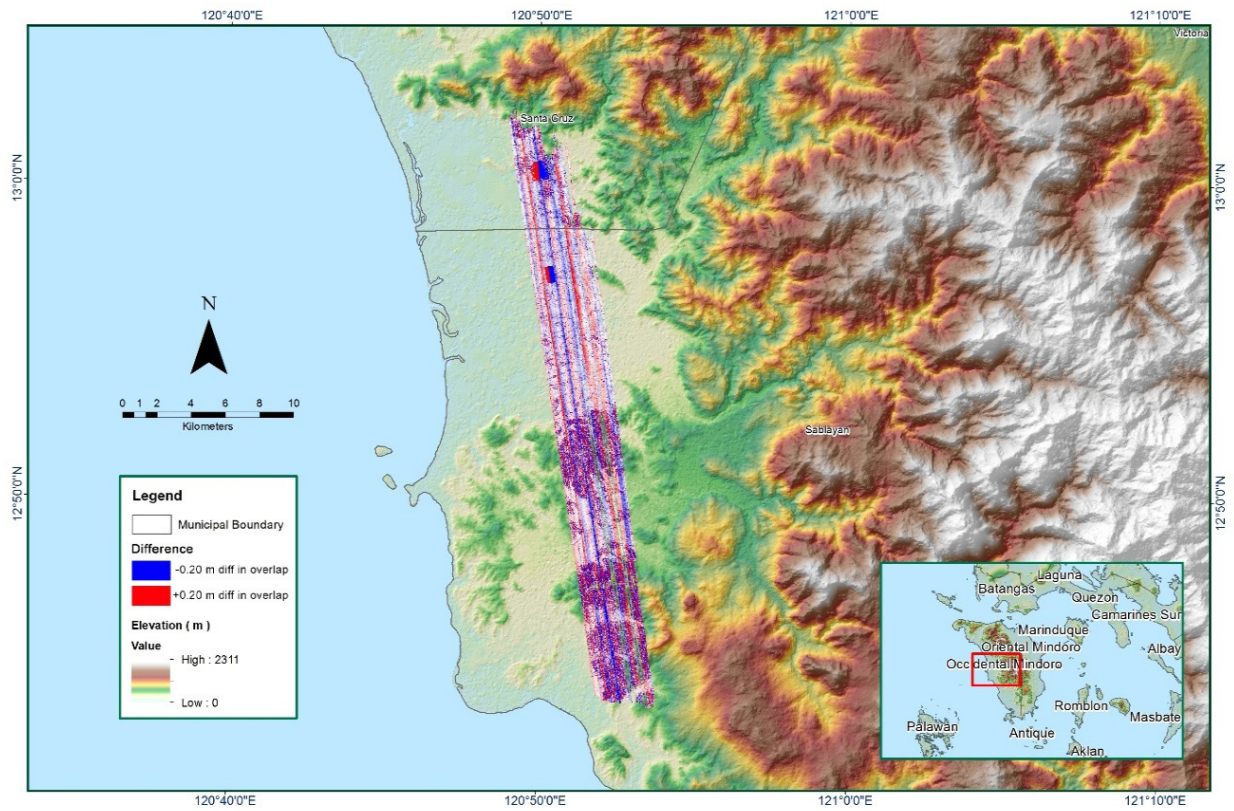 120°40'0"E 120°50'0"E 121°0'0"E 121°10'0"E
Victoria
Santa Cruz
13°0'0"N 13°0'0"N
N
0 1 2 4 6 8 10
Kilometers
Sablayan
12°50'0"N 12°50'0"N
Legend
Municipal Boundary
Difference
-0.20 m diff in overlap
+0.20 m diff in overlap
Elevation ( m )
Value
High : 2311
Low : 0
Laguna
Batangas
Quezon
Camarines Sur
Marinduque
Oriental Mindoro
Albay
Occidental Mindoro
Romblon
Masbate
Palawan
Antique
Aklan
120°40'0"E 120°50'0"E 121°0'0"E 121°10'0"E